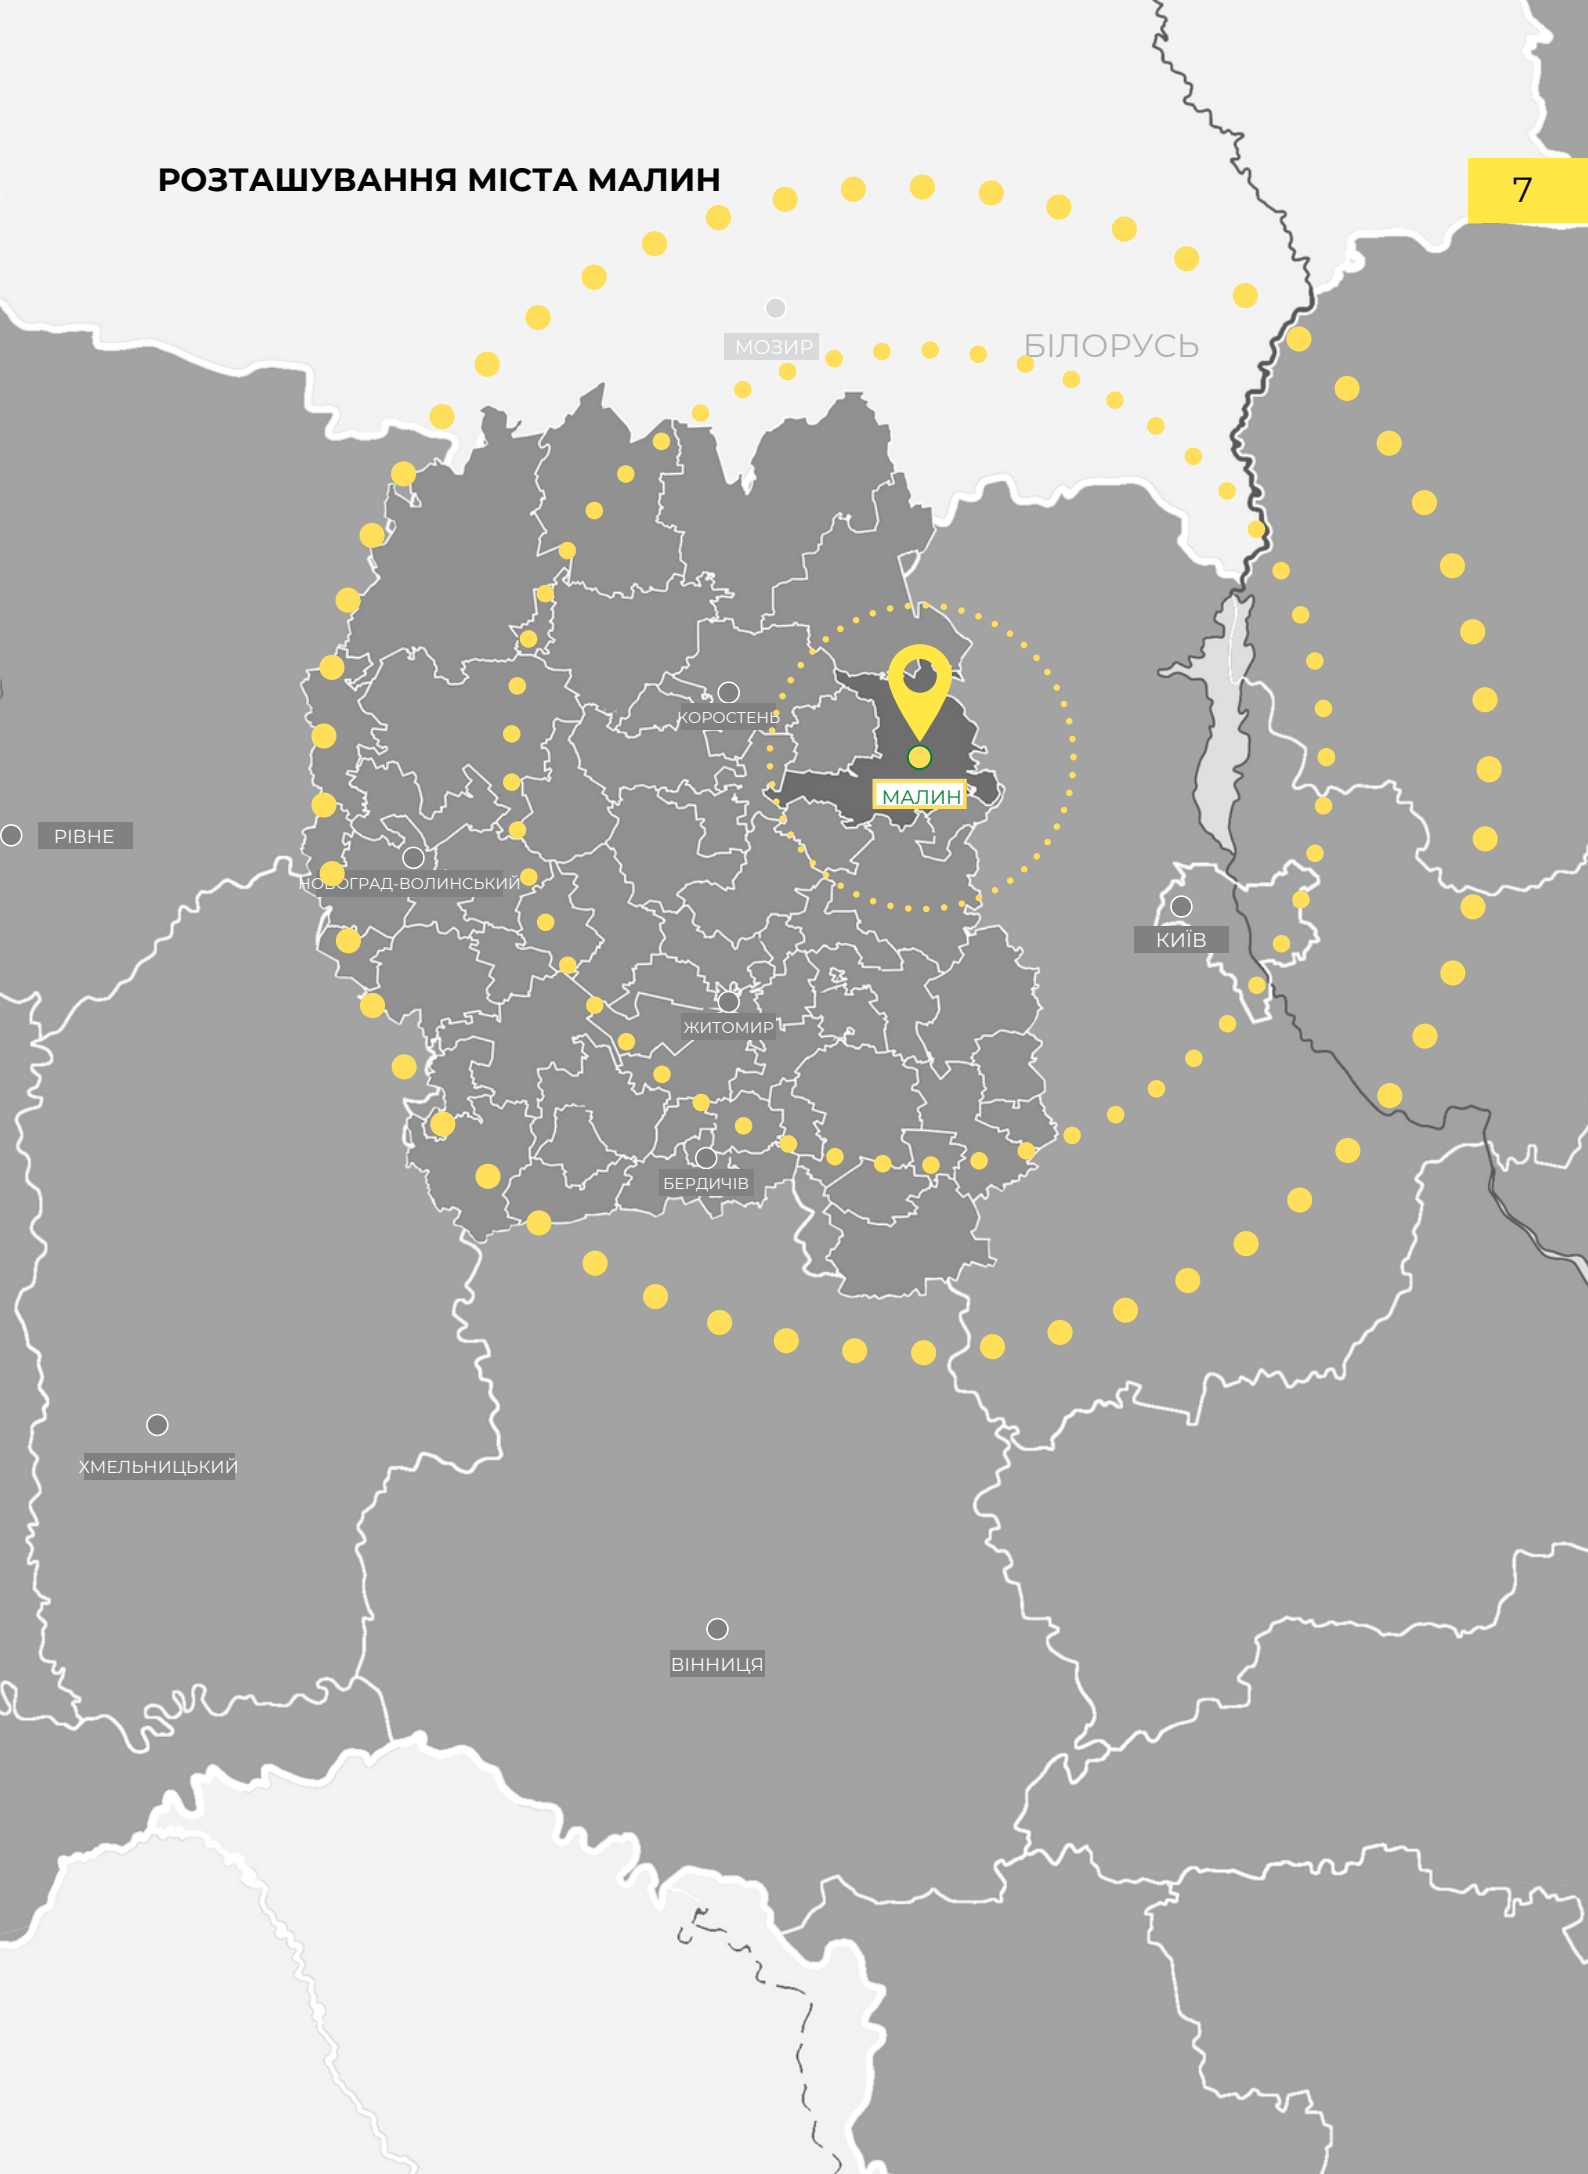 РОЗТАШУВАННЯ МІСТА МАЛИН
7
МОЗИР
БІЛОРУСЬ
КОРОСТЕНЬ
МАЛИН
РІВНЕ
НОВОГРАД-ВОЛИНСЬКИЙ
КИЇВ
ЖИТОМИР
БЕРДИЧІВ
ХМЕЛЬНИЦЬКИЙ
ВІННИЦЯ